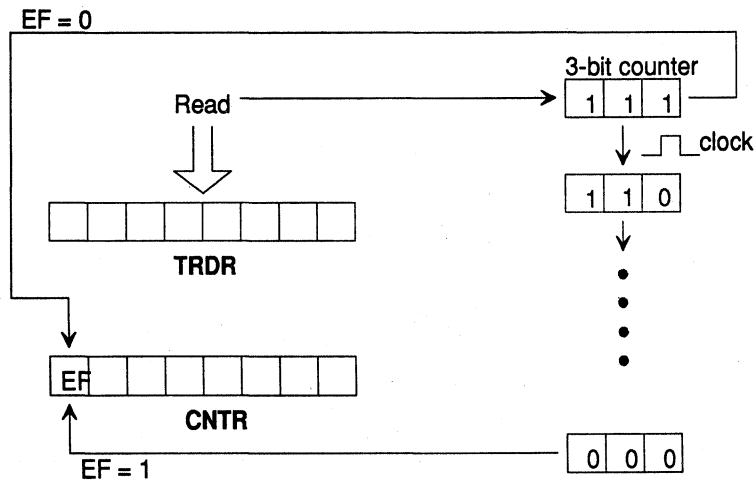 EF = 0
3-bit counter
Read
1 1 1
clock
1 1 0
TRDR
EF
CNTR
0 0 0
EF = 1